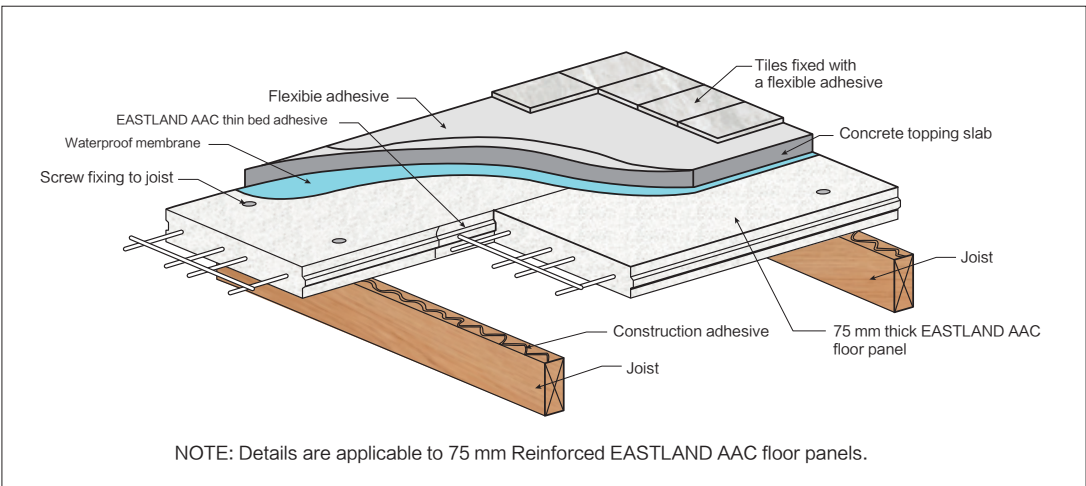 Tiles fixed with
a flexible adhesive
Flexibie adhesive
EASTLAND AAC thin bed adhesive
Waterproof membrane
Concrete topping slab
Screw fixing to joist
Joist
Construction adhesive
75 mm thick EASTLAND AAC
floor panel
Joist
NOTE: Details are applicable to 75 mm Reinforced EASTLAND AAC floor panels.